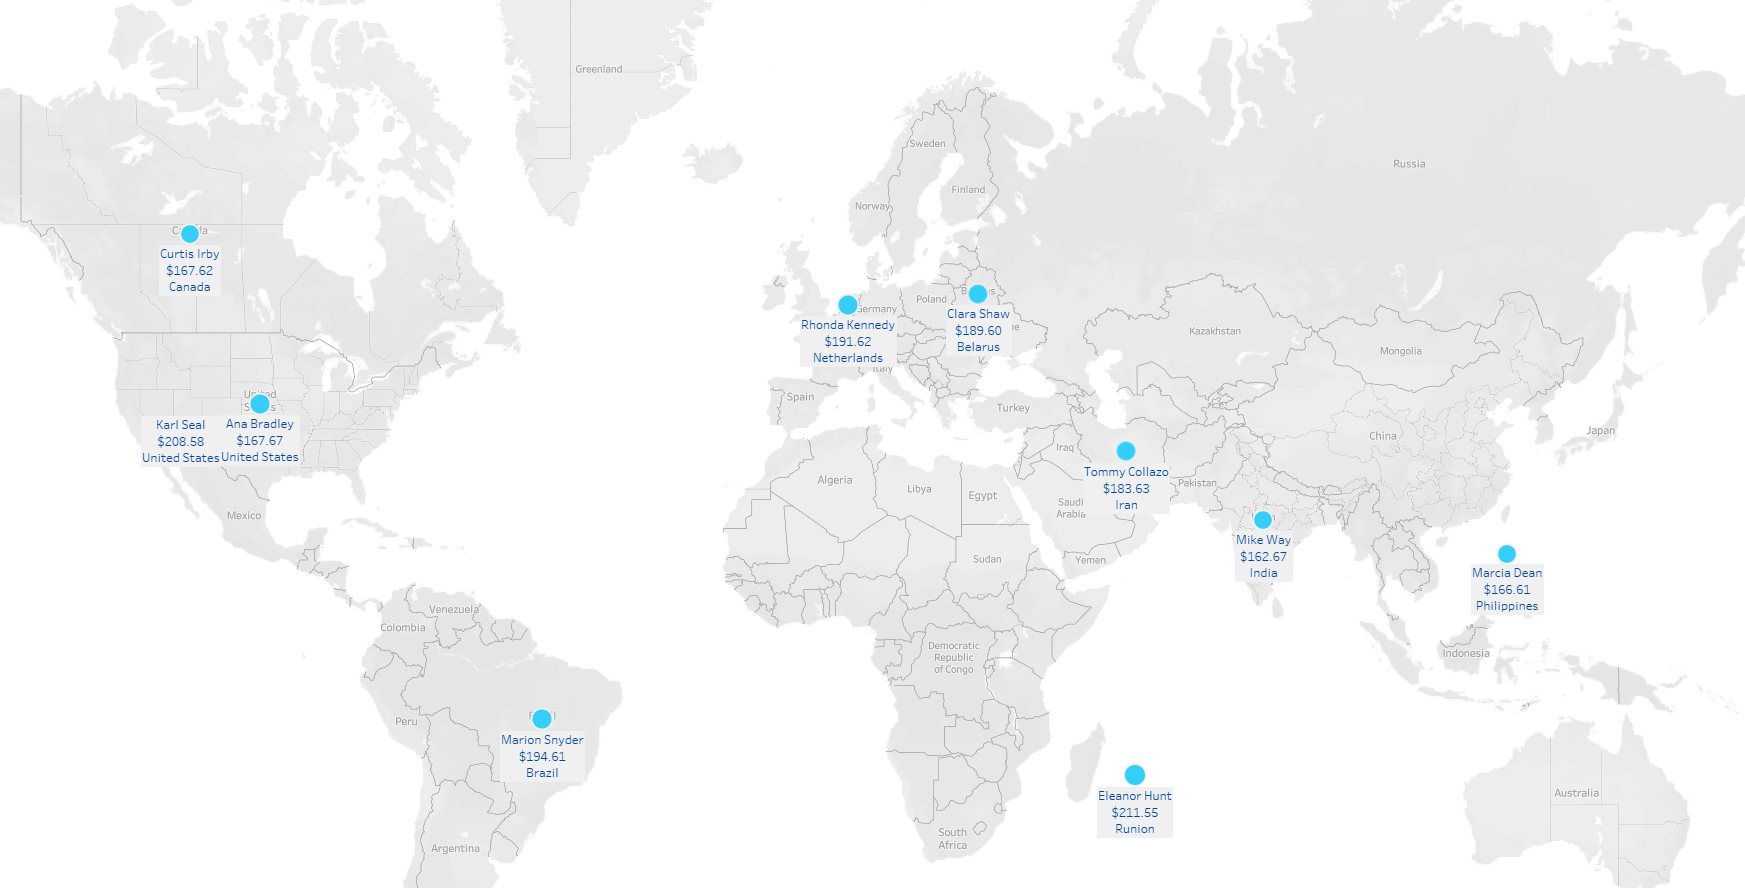 Greenland
Russia
Sweden
Finland
Norway
Curtis Irby
$167.62
Canada
Germany
Poland
Rhonda Kennedy
$191.62
Netherlands
Clara Shaw
$189.60
Belarus
Italy
Kazakhstan
Mongolia
Spain
Turkey
United
Karl Seal
$208.58
United States
Ana Bradley
$167.67
United States
China
Japan
Iraq
Tommy Collazo
$183.63
Iran
Algeria
Libya
Egypt
Saudi
Arabia
Pakistan
Mexico
Mike Way
$162.67
India
Sudan
Yemen
Marcia Dean
$166.61
Philippines
Venezuela
Colombia
Democratic
Republic
of Congo
Indonesia
Peru
Marion Snyder
$194.61
Brazil
Eleanor Hunt
$211.55
Runion
Australia
South
Africa
Argentina